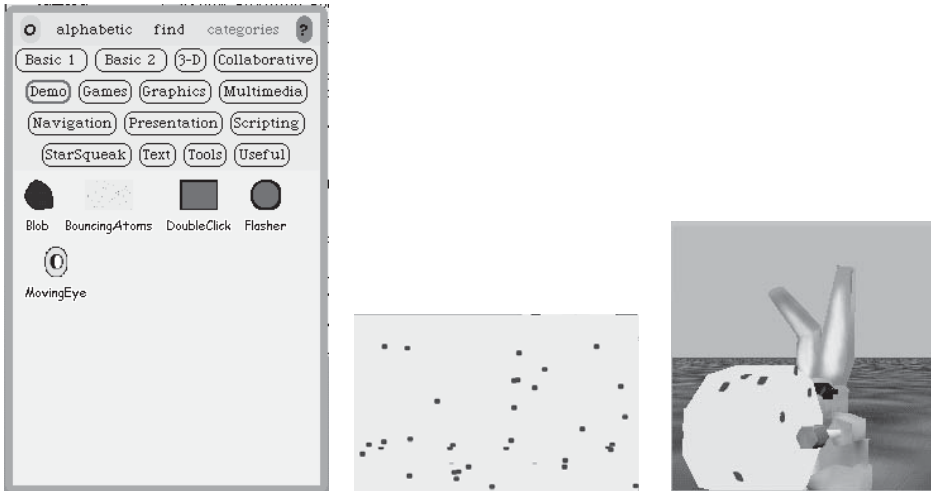 O alphabetic find categories ?
Basic 1 Basic 2 3-D Collaborative
Demo Games Graphics Multimedia
Navigation Presentation Scripting
StarSqueak Text Tools Useful
Blob BouncingAtoms DoubleClick Flasher
MovingEye